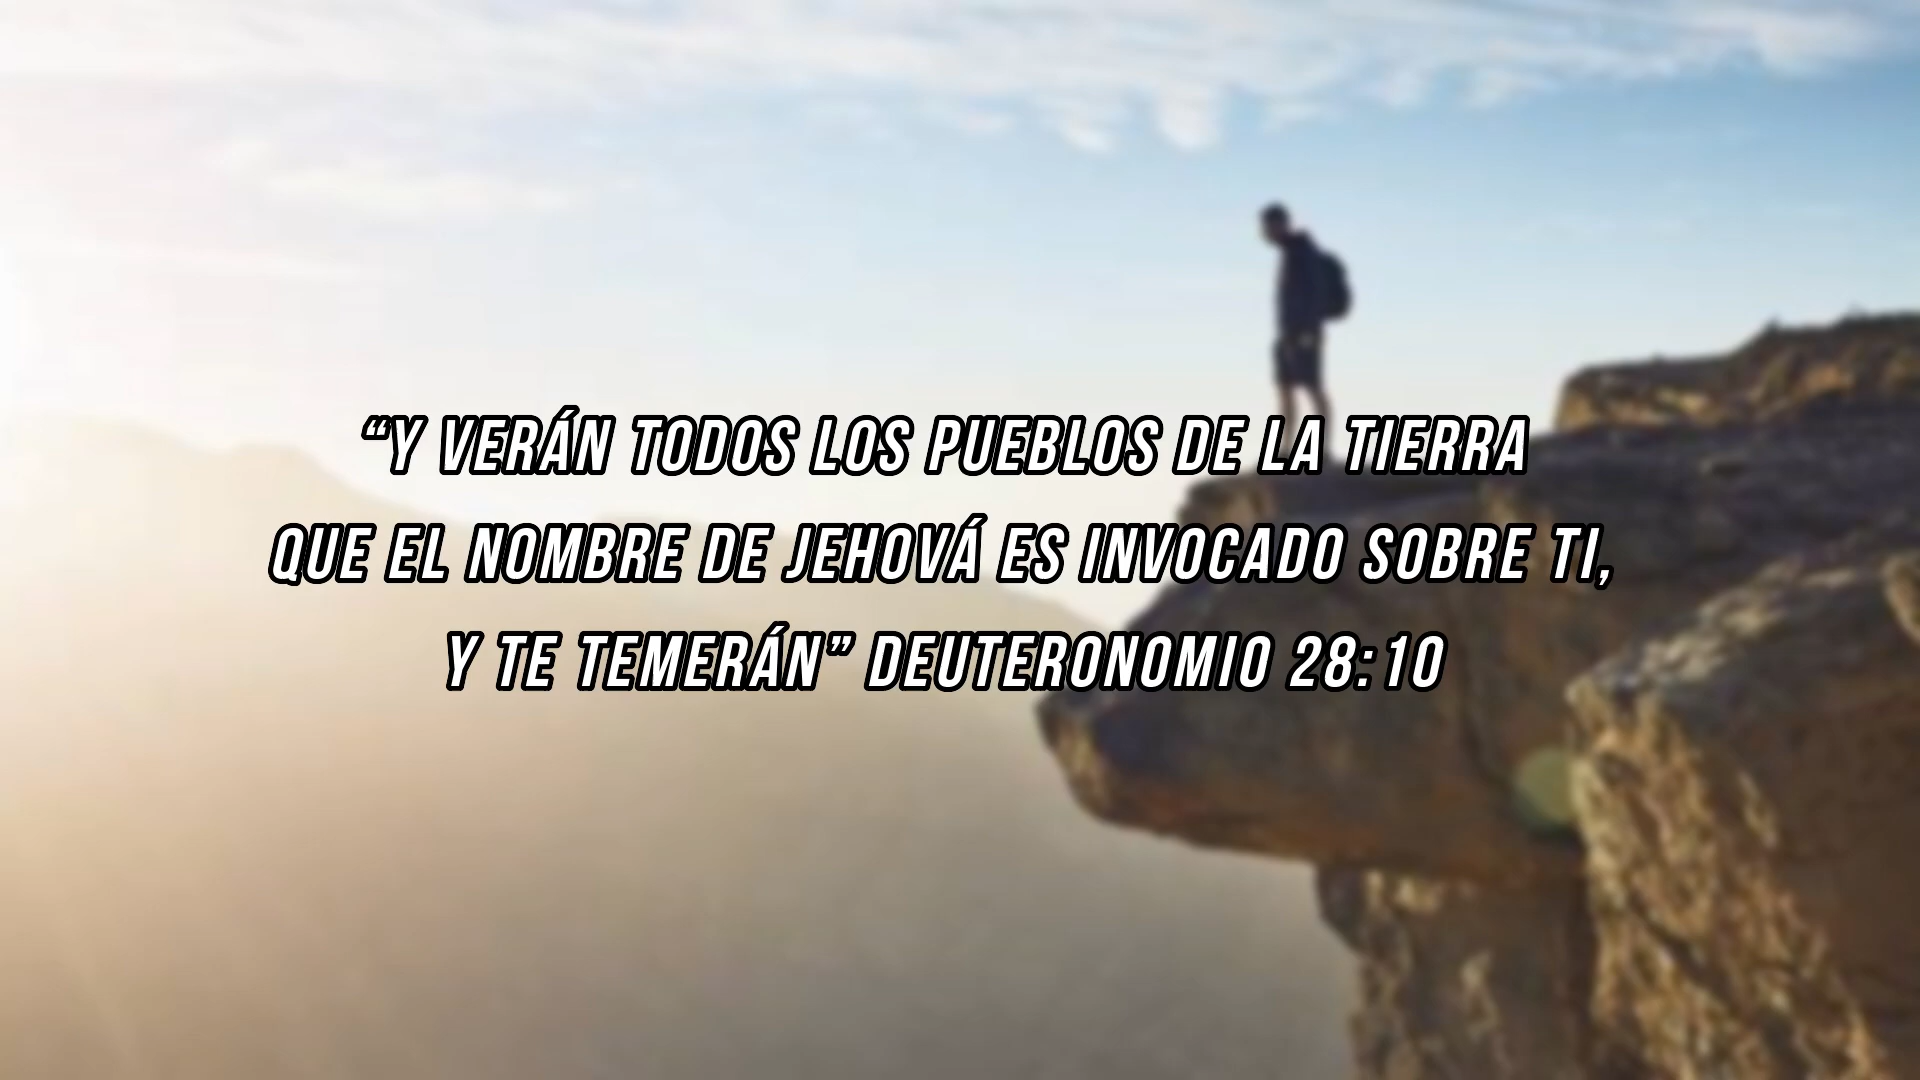 “Y VERÁN TODOS LOS PUEBLOS DE LA TIERRA
QUE EL NOMBRE DE JEHOVÁ ES INVOCADO SOBRE TI,
Y TE TEMERÁN” DEUTERONOMIO 28:10